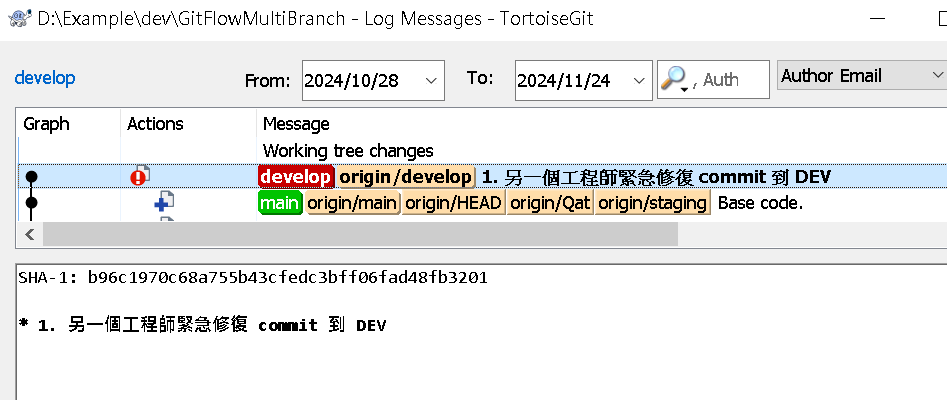 D:\Example\dev\GitFlowMultiBranch - Log Messages - TortoiseGit
develop From: 2024/10/28 To: 2024/11/24 , Auth Author Email
Graph Actions Message
Working tree changes
develop origin/develop 1. 另一個工程師緊急修復 commit 到 DEV
main origin/main origin/HEAD origin/Qat origin/staging Base code.
SHA-1: b96c1970c68a755b43cfedc3bff06fad48fb3201
* 1. 另一個工程師緊急修復 commit 到 DEV